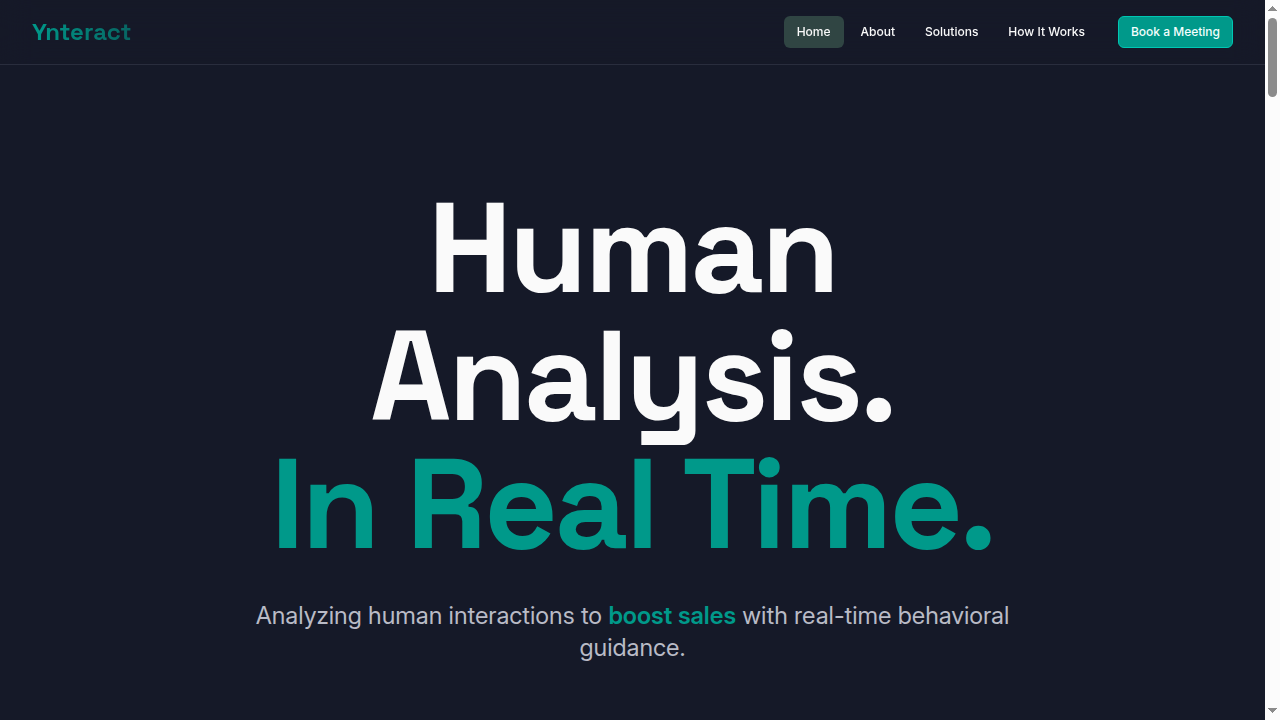 Ynteract
Home
About
Solutions
How It Works
Book a Meeting
Human
Analysis.
In Real Time.
Analyzing human interactions to boost sales with real-time behavioral
guidance.